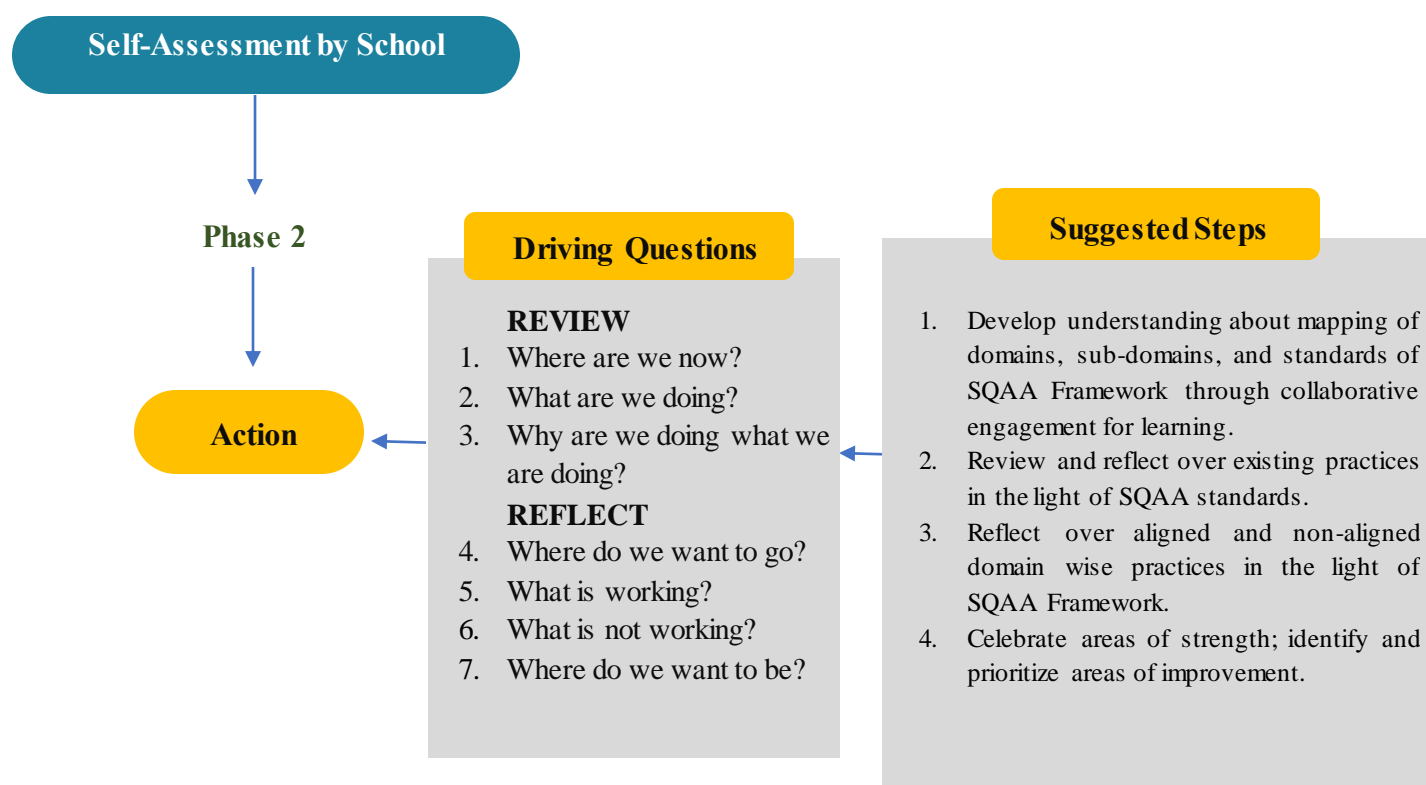 Self-Assessment by School
Phase 2
Action
Driving Questions
REVIEW
1. Where are we now?
2. What are we doing?
3. Why are we doing what we
are doing?
REFLECT
4. Where do we want to go?
5. What is working?
6. What is not working?
7. Where do we want to be?
Suggested Steps
1. Develop understanding about mapping of
domains, sub-domains, and standards of
SQAA Framework through collaborative
engagement for learning.
2. Review and reflect over existing practices
in the light of SQAA standards.
3. Reflect over aligned and non-aligned
domain wise practices in the light of
SQAA Framework.
4. Celebrate areas of strength; identify and
prioritize areas of improvement.